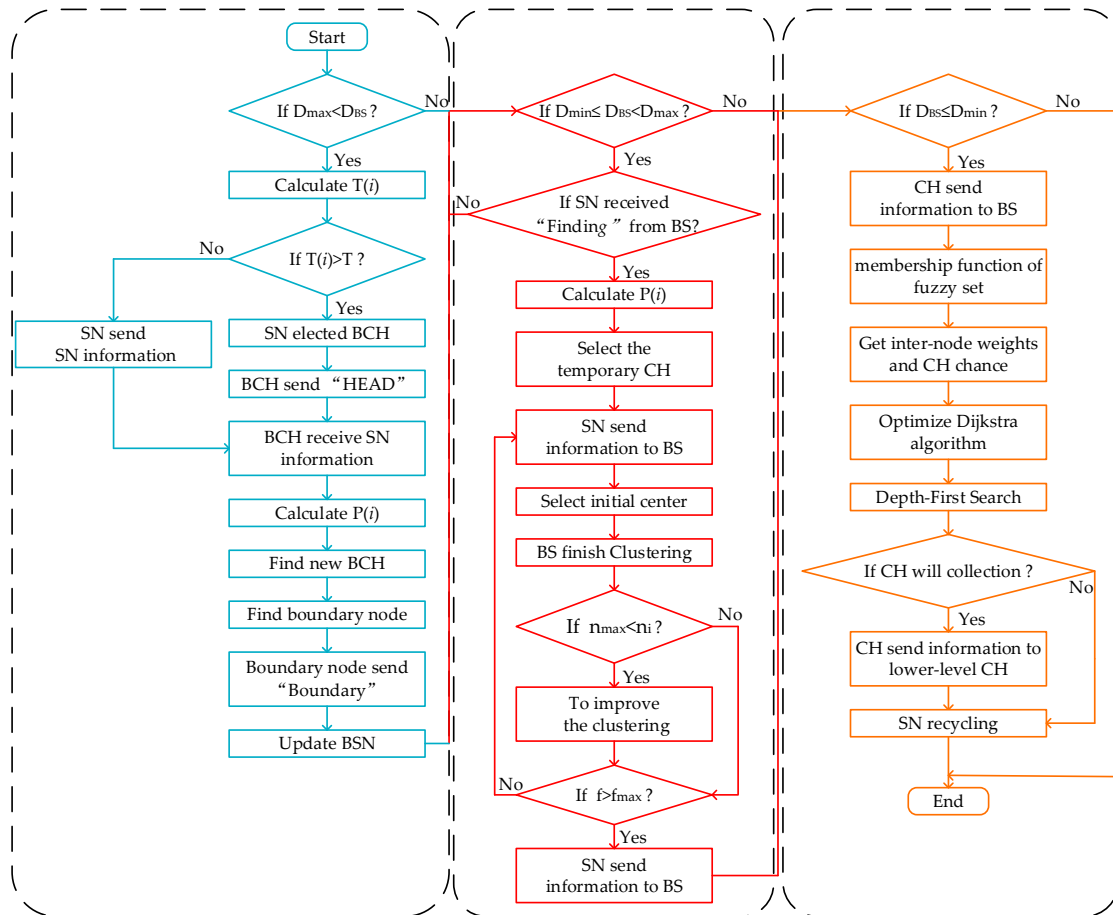 Start
If Dmax<DBS ?
No
Yes
Calculate T(i)
No
If T(i)>T ?
Yes
SN send
SN information
SN elected BCH
BCH send “HEAD”
BCH receive SN
information
Calculate P(i)
Find new BCH
Find boundary node
Boundary node send
“Boundary”
Update BSN
If Dmin≤ DBS<Dmax ?
No
Yes
No
If SN received
“Finding” from BS?
Yes
Calculate P(i)
Select the
temporary CH
SN send
information to BS
Select initial center
BS finish Clustering
No
If nmax<ni ?
Yes
To improve
the clustering
No
If f>fmax ?
Yes
SN send
information to BS
If DBS≤Dmin ?
No
Yes
CH send
information to BS
membership function of
fuzzy set
Get inter-node weights
and CH chance
Optimize Dijkstra
algorithm
Depth-First Search
If CH will collection ?
No
Yes
CH send information to
lower-level CH
SN recycling
End